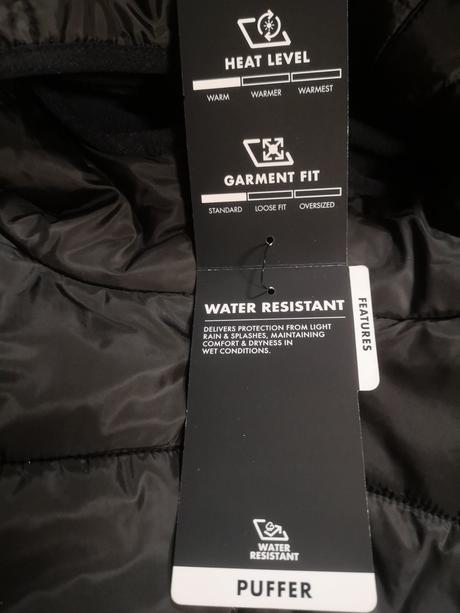 HEAT LEVEL
WARM WARMER WARMEST
GARMENT FIT
STANDARD LOOSE FIT OVERSIZED
WATER RESISTANT
DELIVERS PROTECTION FROM LIGHT
RAIN & SPLASHES, MAINTAINING
COMFORT & DRYNESS IN
WET CONDITIONS.
FEATURES
WATER
RESISTANT
PUFFER